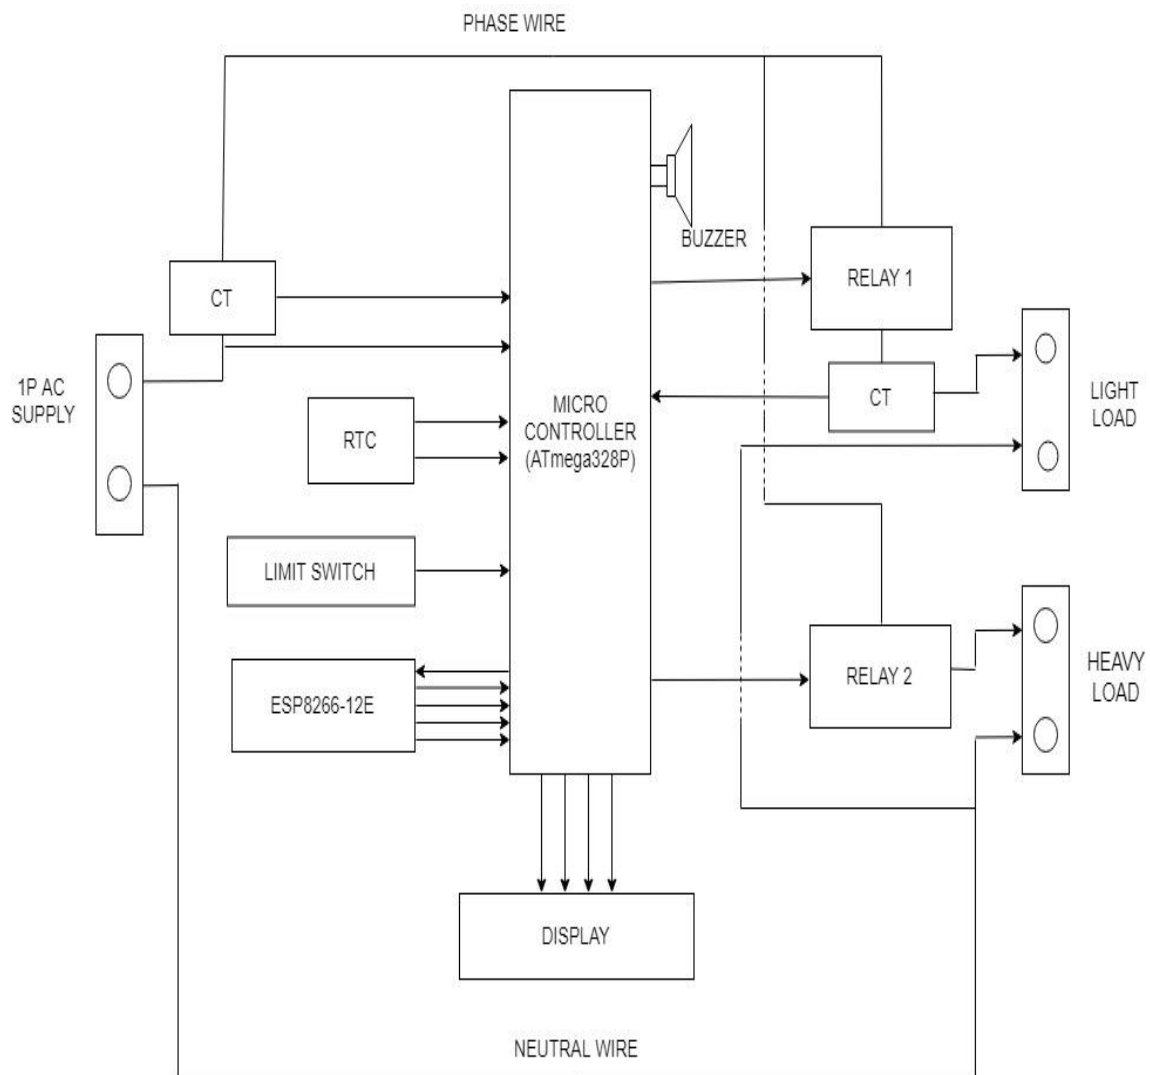 PHASE WIRE
BUZZER
CT
RELAY 1
1P AC
SUPPLY
RTC
MICRO
CONTROLLER
(ATmega328P)
CT
LIGHT
LOAD
LIMIT SWITCH
ESP8266-12E
RELAY 2
HEAVY
LOAD
DISPLAY
NEUTRAL WIRE